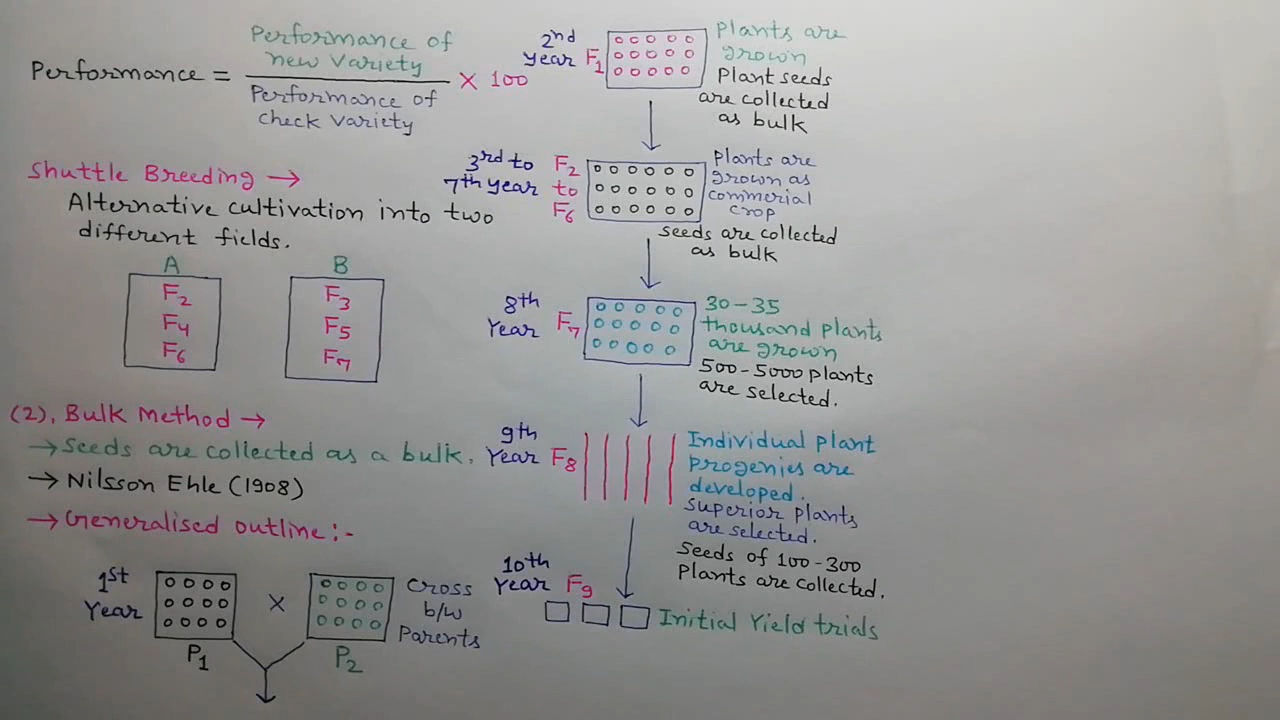 Performance = Performance of new variety / Performance of check variety × 100
Shuttle Breeding →
Alternative cultivation into two
different fields.
A B
F2 F3
F4 F5
F6 F7
(2), Bulk Method →
→ Seeds are collected as a bulk.
→ Nilsson Ehle (1908)
→ Generalised outline :-
1st
Year
×
Cross
b/w
Parents
P1 P2
2nd
year F1
Plants are
grown
Plant seeds
are collected
as bulk
3rd to
7th year
F2
to
F6
Plants are
grown as
commerial
crop
seeds are collected
as bulk
8th
Year F7
30-35
thousand plants
are grown
500-5000 plants
are selected.
9th
Year F8
Individual plant
progenies are
developed.
superior plants
are selected.
Seeds of 100-300
plants are collected.
10th
Year F9
Initial Yield trials